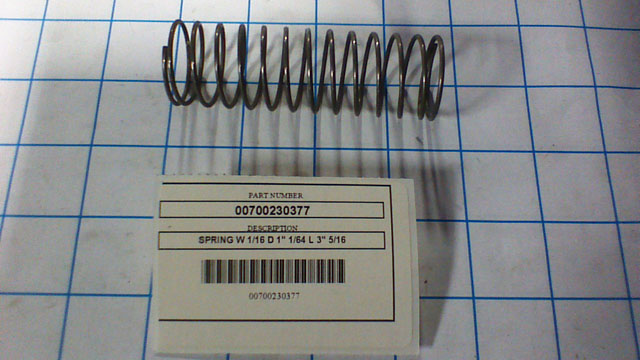 PART NUMBER
00700230377
DESCRIPTION
SPRING W 1/16 D 1" 1/64 L 3" 5/16
00700230377